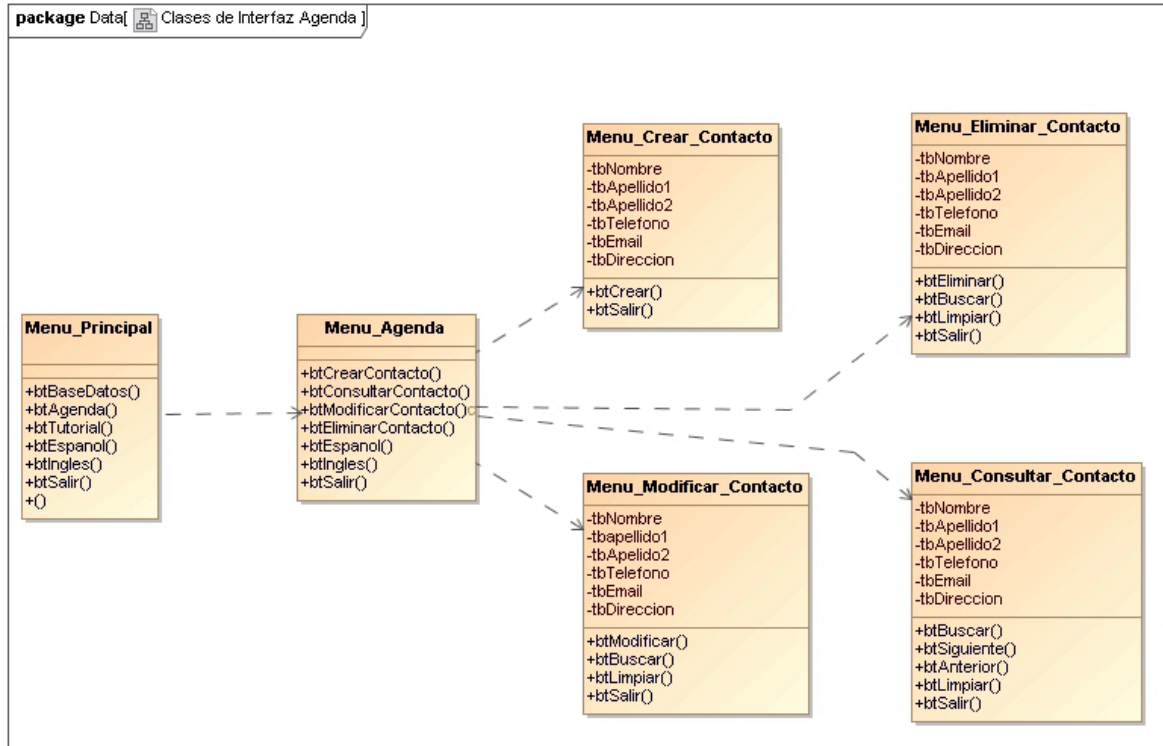 package Data[ Clases de Interfaz Agenda ]
Menu_Principal
+btBaseDatos()
+btAgenda()
+btTutorial()
+btEspanol()
+btIngles()
+btSalir()
+()
Menu_Agenda
+btCrearContacto()
+btConsultarContacto()
+btModificarContacto()
+btEliminarContacto()
+btEspanol()
+btIngles()
+btSalir()
Menu_Crear_Contacto
-tbNombre
-tbApellido1
-tbApellido2
-tbTelefono
-tbEmail
-tbDireccion
+btCrear()
+btSalir()
Menu_Eliminar_Contacto
-tbNombre
-tbApellido1
-tbApellido2
-tbTelefono
-tbEmail
-tbDireccion
+btEliminar()
+btBuscar()
+btLimpiar()
+btSalir()
Menu_Modificar_Contacto
-tbNombre
-tbapellido1
-tbApelido2
-tbTelefono
-tbEmail
-tbDireccion
+btModificar()
+btBuscar()
+btLimpiar()
+btSalir()
Menu_Consultar_Contacto
-tbNombre
-tbApellido1
-tbApellido2
-tbTelefono
-tbEmail
-tbDireccion
+btBuscar()
+btSiguiente()
+btAnterior()
+btLimpiar()
+btSalir()